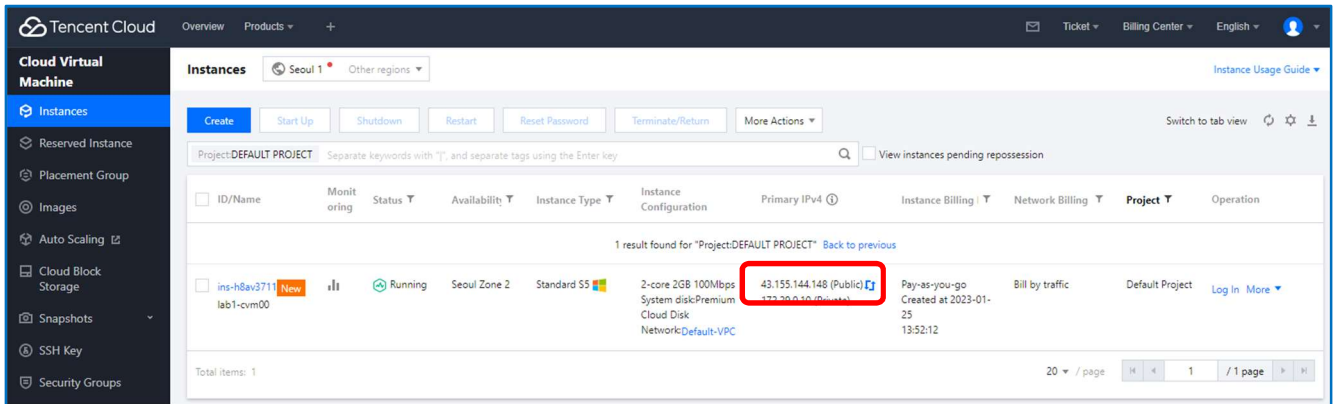 Tencent Cloud Overview Products + Ticket Billing Center English
Cloud Virtual Machine
Instances Seoul 1 Other regions Instance Usage Guide
Instances
Reserved Instance
Placement Group
Images
Auto Scaling
Cloud Block Storage
Snapshots
SSH Key
Security Groups
Create Start Up Shutdown Restart Reset Password Terminate/Return More Actions Switch to tab view
Project:DEFAULT PROJECT Separate keywords with "|", and separate tags using the Enter key View instances pending repossession
ID/Name Monitoring Status Availability Instance Type Instance Configuration Primary IPv4 Instance Billing Network Billing Project Operation
1 result found for "Project:DEFAULT PROJECT" Back to previous
ins-h8av3711 New
lab1-cvm00
Running
Seoul Zone 2
Standard S5
2-core 2GB 100Mbps
System disk:Premium
Cloud Disk
Network:Default-VPC
43.155.144.148 (Public)
(Private)
Pay-as-you-go
Created at 2023-01-
25
13:52:12
Bill by traffic
Default Project
Log In More
Total items: 1 20 / page 1 / 1 page